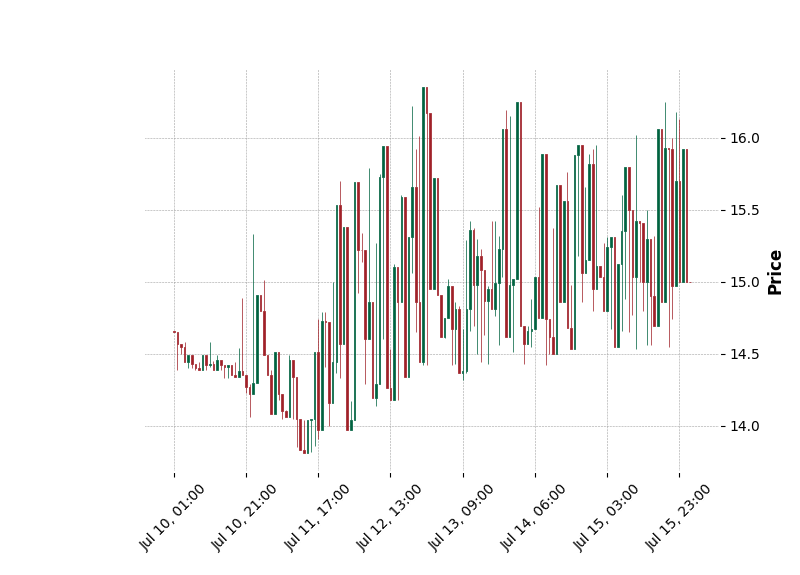 16.0
15.5
15.0
14.5
14.0
Price
Jul 10, 01:00
Jul 10, 21:00
Jul 11, 17:00
Jul 12, 13:00
Jul 13, 09:00
Jul 14, 06:00
Jul 15, 03:00
Jul 15, 23:00